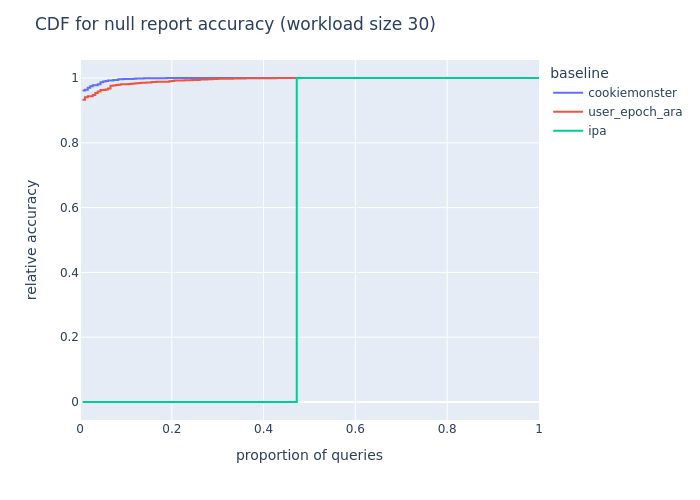 CDF for null report accuracy (workload size 30)
baseline
cookiemonster
user_epoch_ara
ipa
relative accuracy
1
0.8
0.6
0.4
0.2
0
0
0.2
0.4
0.6
0.8
1
proportion of queries